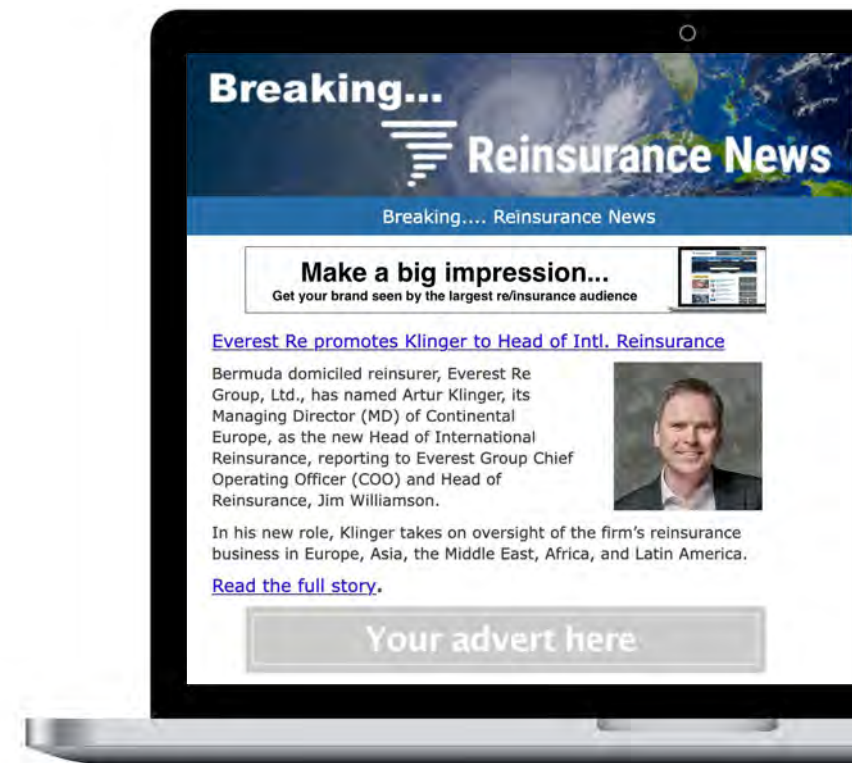 Breaking...
Reinsurance News
Breaking.... Reinsurance News
Make a big impression...
Get your brand seen by the largest re/insurance audience
Everest Re promotes Klinger to Head of Intl. Reinsurance
Bermuda domiciled reinsurer, Everest Re
Group, Ltd., has named Artur Klinger, its
Managing Director (MD) of Continental
Europe, as the new Head of International
Reinsurance, reporting to Everest Group Chief
Operating Officer (COO) and Head of
Reinsurance, Jim Williamson.
In his new role, Klinger takes on oversight of the firm's reinsurance
business in Europe, Asia, the Middle East, Africa, and Latin America.
Read the full story.
Your advert here